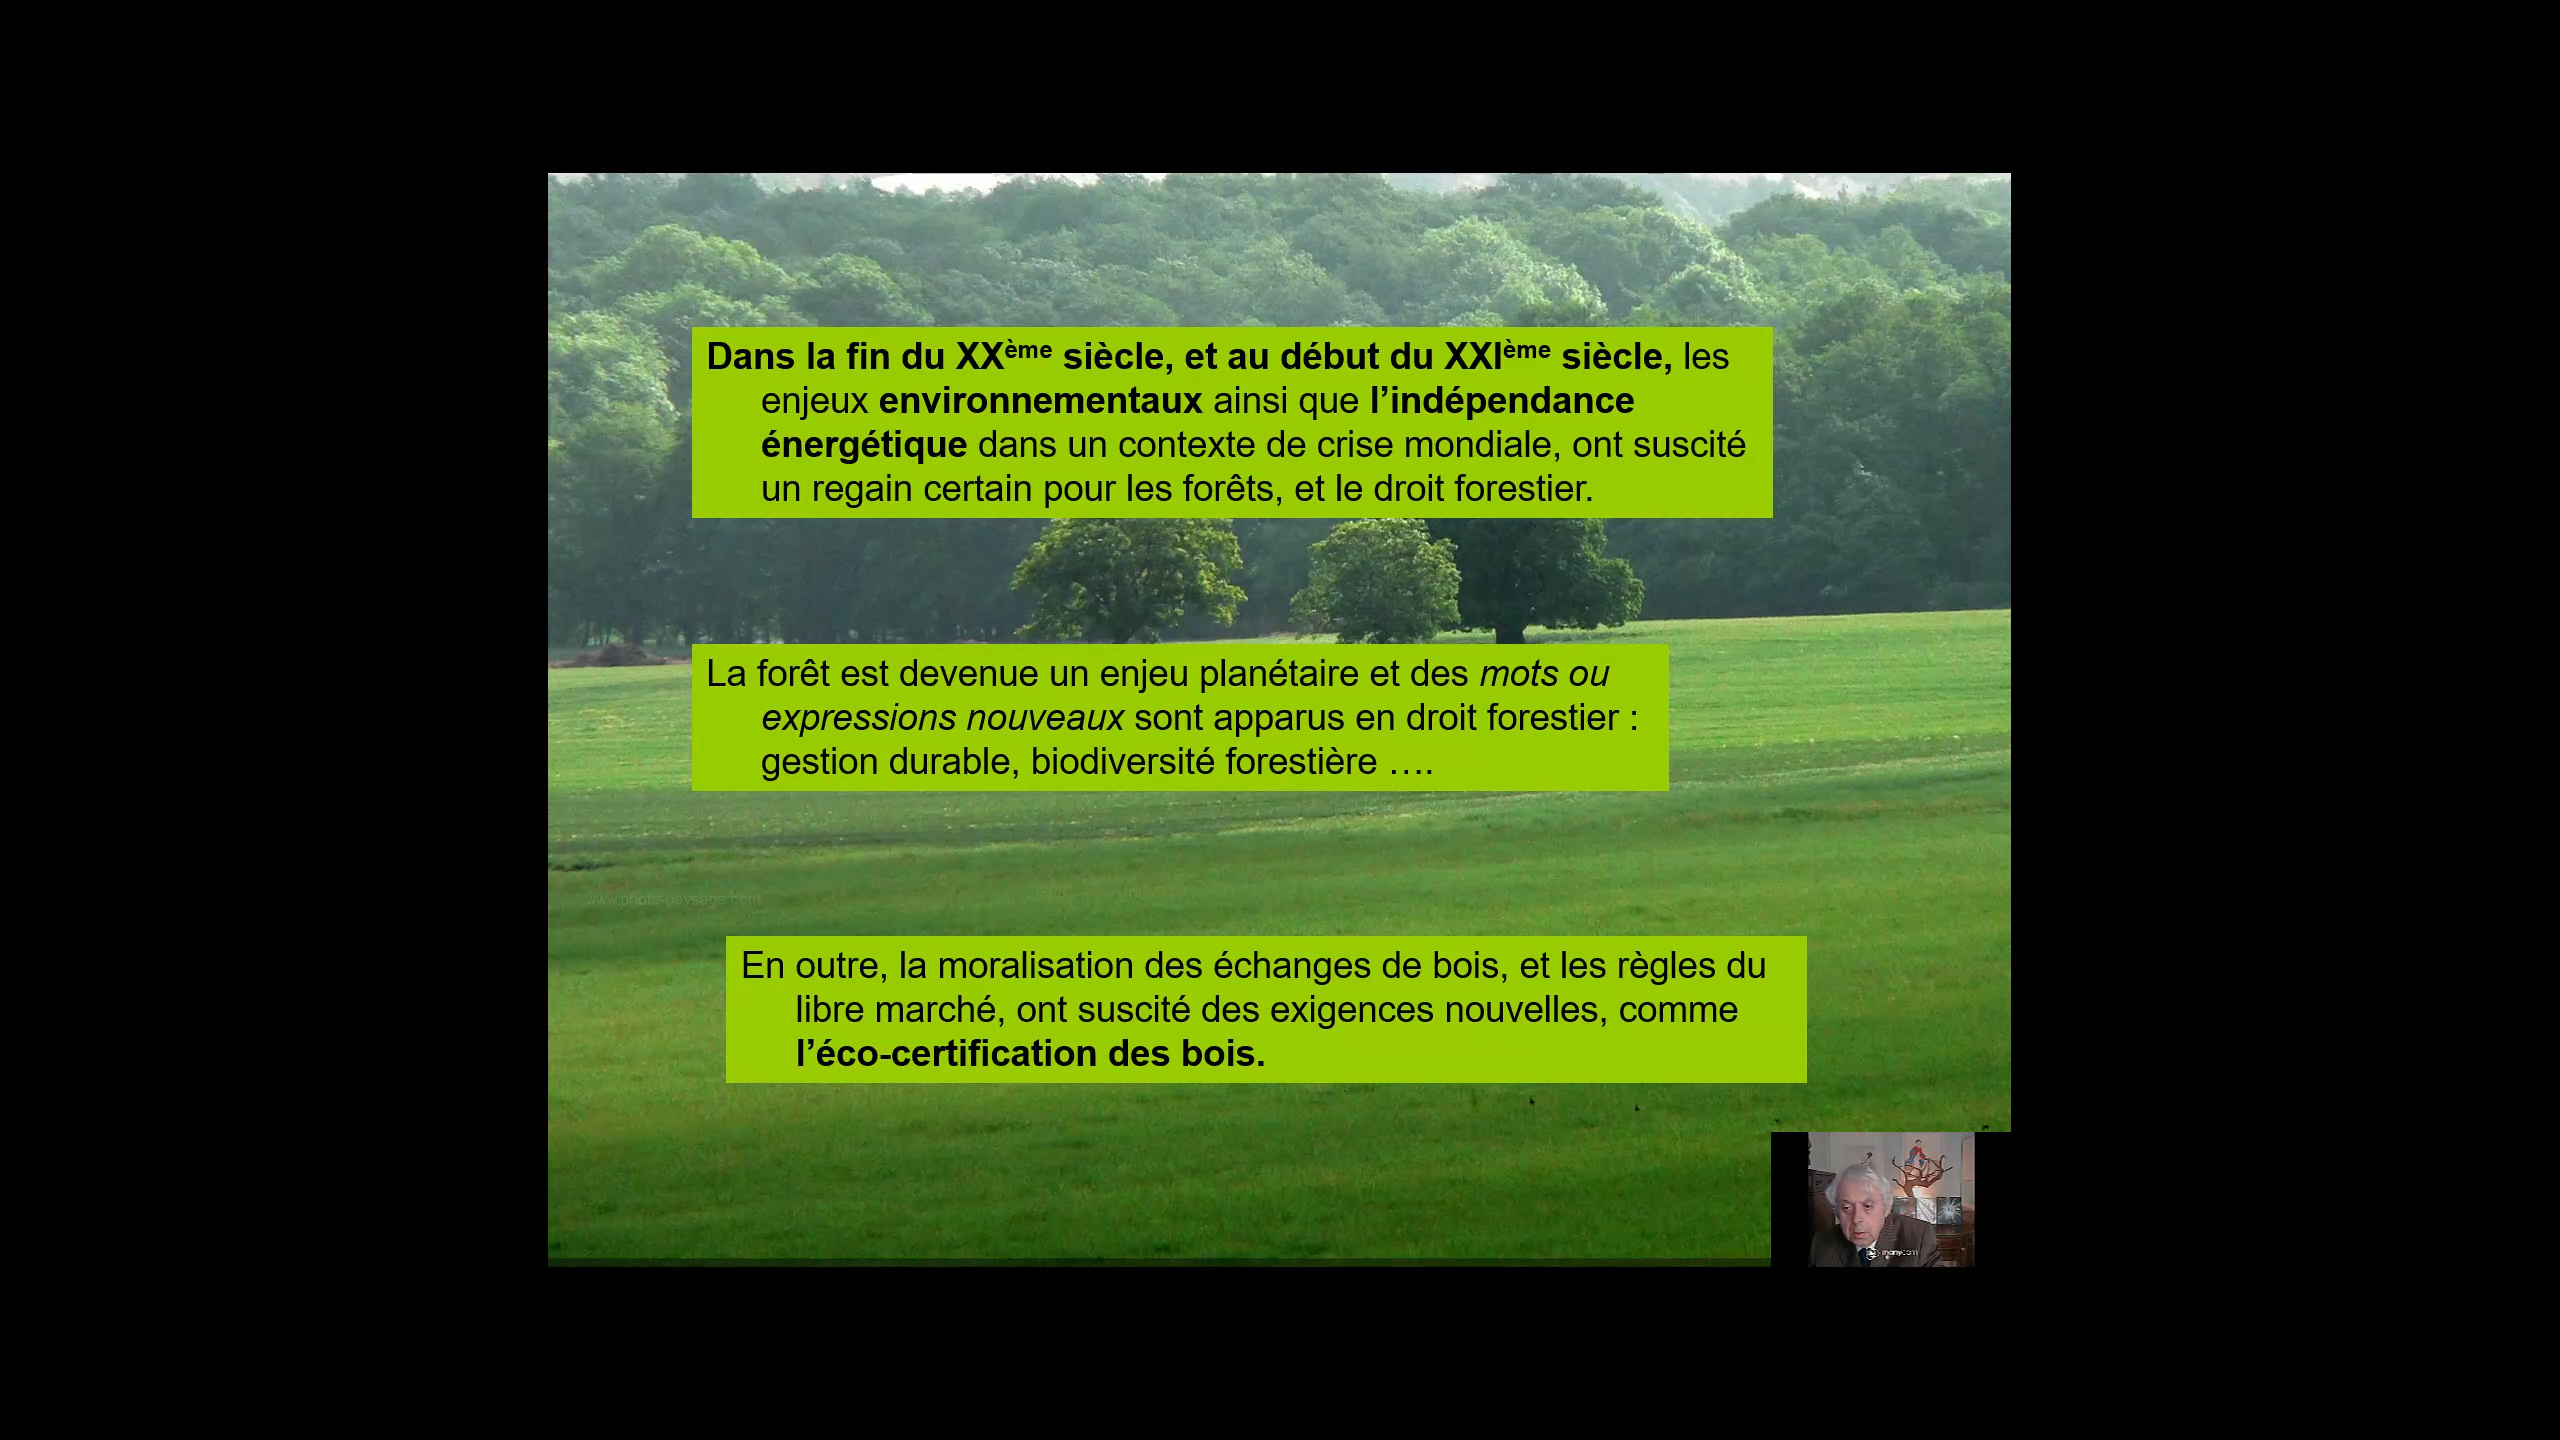 Dans la fin du XXème siècle, et au début du XXIème siècle, les
enjeux environnementaux ainsi que l’indépendance
énergétique dans un contexte de crise mondiale, ont suscité
un regain certain pour les forêts, et le droit forestier.
La forêt est devenue un enjeu planétaire et des mots ou
expressions nouveaux sont apparus en droit forestier :
gestion durable, biodiversité forestière ….
www.photo-paysage.com
En outre, la moralisation des échanges de bois, et les règles du
libre marché, ont suscité des exigences nouvelles, comme
l’éco-certification des bois.